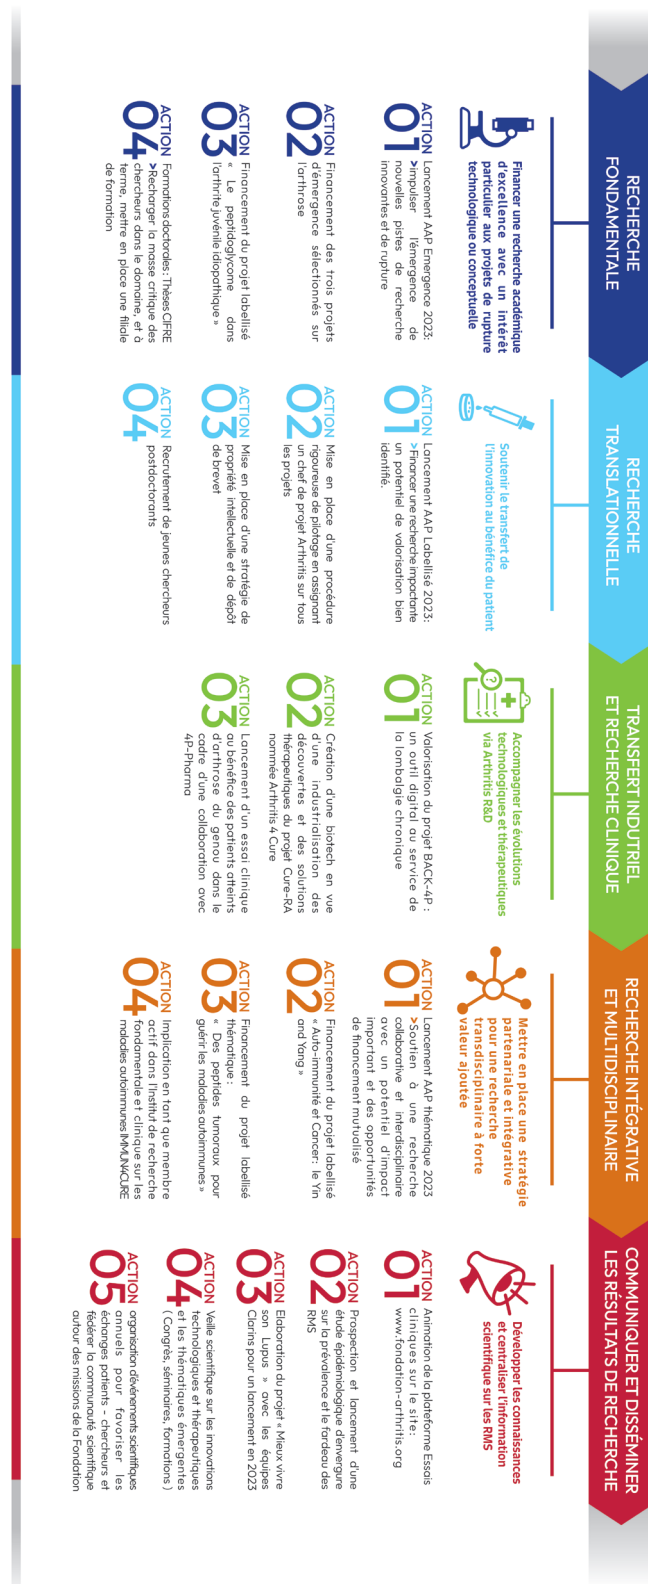 RECHERCHE
FONDAMENTALE
Financer une recherche académique
d'excellence avec un intérêt
particulier aux projets de rupture
technologique ou conceptuelle
ACTION
01
Lancement AAP Emergence 2023:
>impulser l'émergence de
nouvelles pistes de recherche
innovantes et de rupture
ACTION
02
Financement des trois projets
d'émergence sélectionnés sur
l'arthrose
ACTION
03
Financement du projet labellisé
« Le peptidoglycome dans
l'arthrite juvénile idiopathique »
ACTION
04
Formations doctorales : Thèses CIFRE
>Recharger la masse critique des
chercheurs dans le domaine, et à
terme, mettre en place une filiale
de formation
RECHERCHE
TRANSLATIONNELLE
Soutenir le transfert de
l'innovation au bénéfice du patient
ACTION
01
Lancement AAP Labellisé 2023:
>Financer une recherche impactante
un potentiel de valorisation bien
identifié.
ACTION
02
Mise en place d'une procédure
rigoureuse de pilotage en assignant
un chef de projet Arthritis sur tous
les projets
ACTION
03
Mise en place d'une stratégie de
propriété intellectuelle et de dépôt
de brevet
ACTION
04
Recrutement de jeunes chercheurs
postdoctorants
TRANSFERT INDUTRIEL
ET RECHERCHE CLINIQUE
Accompagner les évolutions
technologiques et thérapeutiques
via Arthritis R&D
ACTION
01
Valorisation du projet BACK-4P :
un outil digital au service de
la lombalgie chronique
ACTION
02
Création d'une biotech en vue
d'une industrialisation des
découvertes et des solutions
thérapeutiques du projet Cure-RA
nommée Arthritis 4 Cure
ACTION
03
Lancement d'un essai clinique
au bénéfice des patients atteints
d'arthrose du genou dans le
cadre d'une collaboration avec
4P-Pharma
RECHERCHE INTÉGRATIVE
ET MULTIDISCIPLINAIRE
Mettre en place une stratégie
partenariale et intégrative
pour une recherche
transdisciplinaire à forte
valeur ajoutée
ACTION
01
Lancement AAP thématique 2023
>Soutien à une recherche
collaborative et interdisciplinaire
avec un potentiel d'impact
important et des opportunités
de financement mutualisé
ACTION
02
Financement du projet labellisé
« Auto-immunité et Cancer: le Yin
and Yang »
ACTION
03
Financement du projet labellisé
thématique :
« Des peptides tumoraux pour
guérir les maladies autoimmunes »
ACTION
04
Implication en tant que membre
actif dans l'Institut de recherche
fondamentale et clinique sur les
maladies autoimmunes IMMUN4CURE
COMMUNIQUER ET DISSÉMINER
LES RÉSULTATS DE RECHERCHE
Développer les connaissances
et centraliser l'information
scientifique sur les RMS
ACTION
01
Animation de la plateforme Essais
cliniques sur le site:
www.fondation-arthritis.org
ACTION
02
Prospection et lancement d'une
étude épidémiologique d'envergure
sur la prévalence et le fardeau des
RMS
ACTION
03
Elaboration du projet « Mieux vivre
son Lupus » avec les équipes
Clarins pour un lancement en 2023
ACTION
04
Veille scientifique sur les innovations
technologiques et thérapeutiques
et les thématiques émergentes
( Congrès, séminaires, formations )
ACTION
05
organisation d'événements scientifiques
annuels pour favoriser les
échanges patients - chercheurs et
fédérer la communauté scientifique
autour des missions de la Fondation